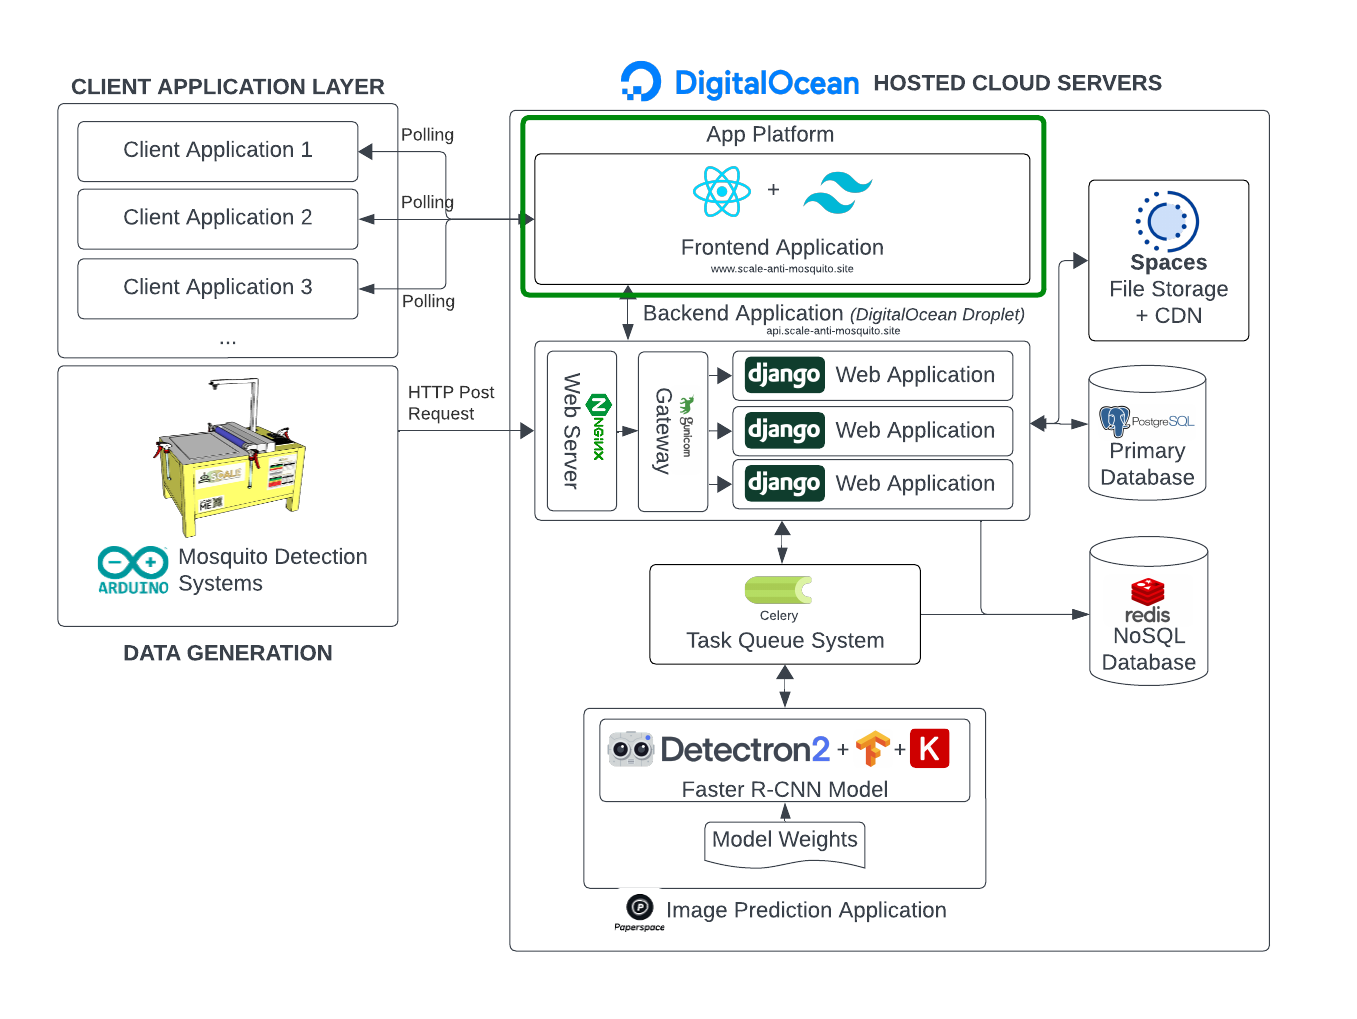 CLIENT APPLICATION LAYER
Client Application 1
Client Application 2
Client Application 3
...
Polling
Polling
Polling
Mosquito Detection
Systems
ARDUINO
DATA GENERATION
HTTP Post
Request
DigitalOcean HOSTED CLOUD SERVERS
App Platform
+
Frontend Application
www.scale-anti-mosquito.site
Backend Application (DigitalOcean Droplet)
api.scale-anti-mosquito.site
Web Server
NGINX
Gateway
gunicorn
django Web Application
django Web Application
django Web Application
Celery
Task Queue System
Detectron2 + + K
Faster R-CNN Model
Model Weights
Paperspace
Image Prediction Application
Spaces
File Storage
+ CDN
PostgreSQL
Primary
Database
redis
NoSQL
Database